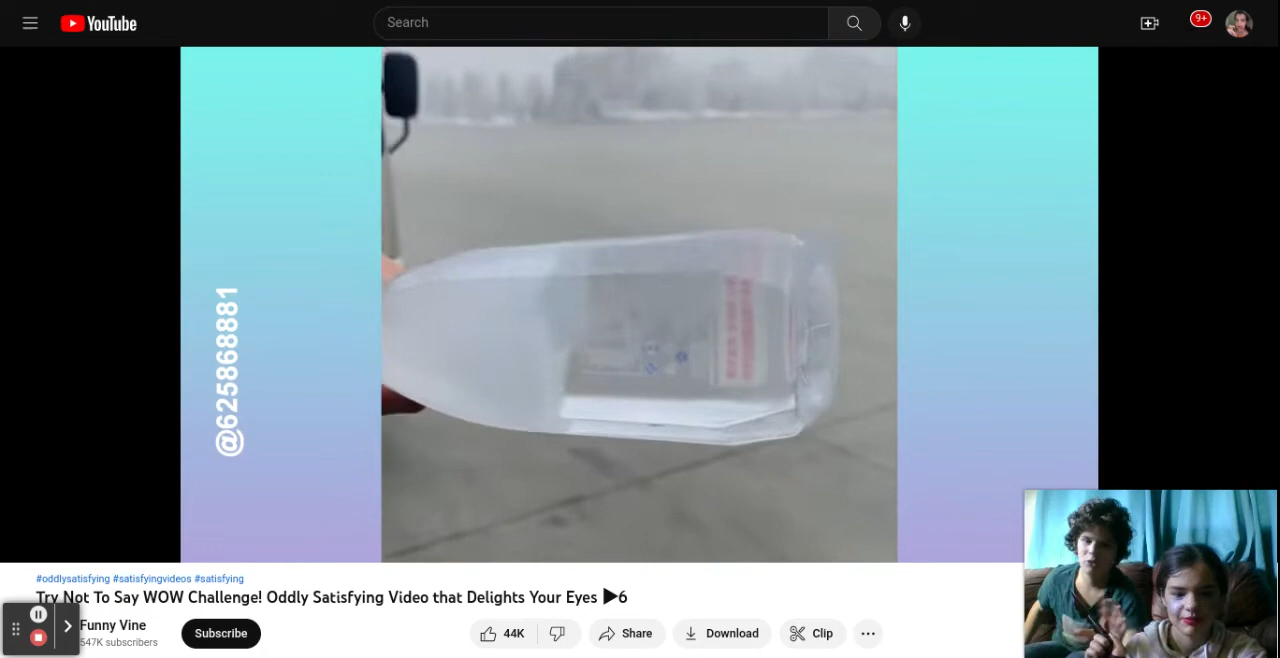 YouTube
Search
9+
@625868881
#oddlysatisfying #satisfyingvideos #satisfying
Try Not To Say WOW Challenge! Oddly Satisfying Video that Delights Your Eyes ▶6
Funny Vine
547K subscribers
Subscribe
44K
Share
Download
Clip